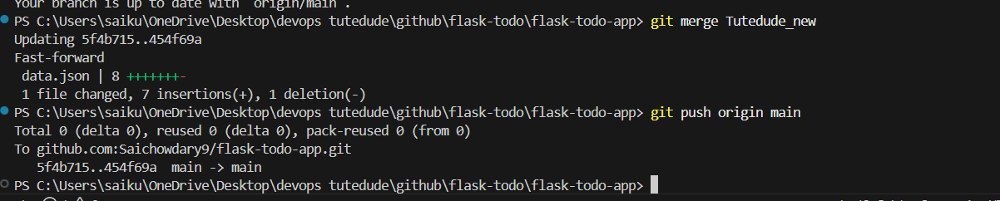 Your branch is up to date with 'origin/main'.
PS C:\Users\saiku\OneDrive\Desktop\devops tutedude\github\flask-todo\flask-todo-app> git merge Tutedude_new
Updating 5f4b715..454f69a
Fast-forward
 data.json | 8 +++++++-
 1 file changed, 7 insertions(+), 1 deletion(-)
PS C:\Users\saiku\OneDrive\Desktop\devops tutedude\github\flask-todo\flask-todo-app> git push origin main
Total 0 (delta 0), reused 0 (delta 0), pack-reused 0 (from 0)
To github.com:Saichowdary9/flask-todo-app.git
   5f4b715..454f69a  main -> main
PS C:\Users\saiku\OneDrive\Desktop\devops tutedude\github\flask-todo\flask-todo-app>